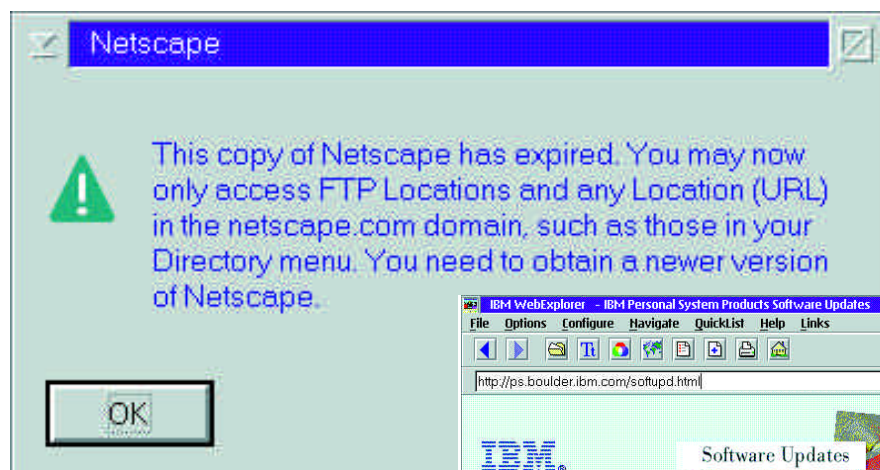 Netscape
This copy of Netscape has expired. You may now
only access FTP Locations and any Location (URL)
in the netscape.com domain, such as those in your
Directory menu. You need to obtain a newer version
of Netscape.
OK
IBM WebExplorer - IBM Personal System Products Software Updates
File Options Configure Navigate QuickList Help Links
Tt
http://ps.boulder.ibm.com/softupd.html
IBM®
Software Updates